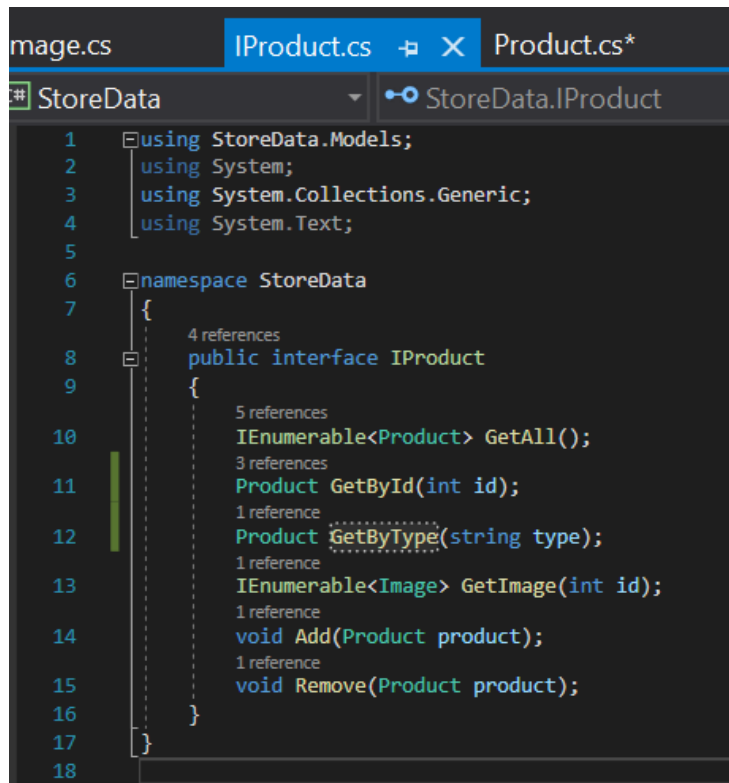 mage.cs IProduct.cs Product.cs*
C# StoreData StoreData.IProduct
1 using StoreData.Models;
2 using System;
3 using System.Collections.Generic;
4 using System.Text;
5
6 namespace StoreData
7 {
4 references
8 public interface IProduct
9 {
5 references
10 IEnumerable<Product> GetAll();
3 references
11 Product GetById(int id);
1 reference
12 Product GetByType(string type);
1 reference
13 IEnumerable<Image> GetImage(int id);
1 reference
14 void Add(Product product);
1 reference
15 void Remove(Product product);
16 }
17 }
18